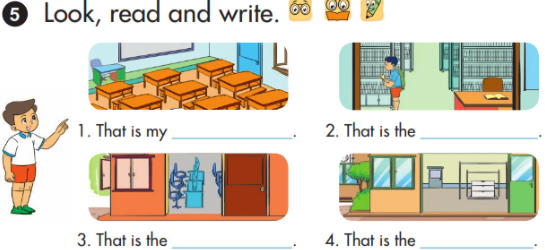 5 Look, read and write.
1. That is my ____________.
2. That is the ____________.
3. That is the ____________.
4. That is the ____________.